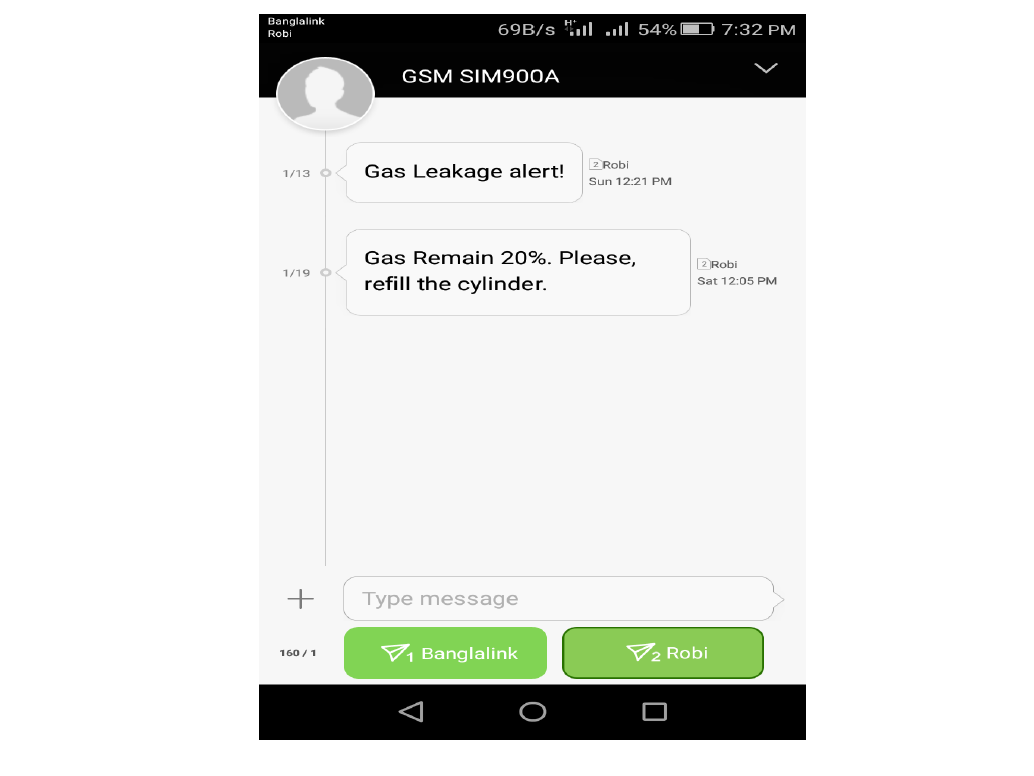 Banglalink
Robi
69B/s H+ 54% 7:32 PM
GSM SIM900A
1/13
Gas Leakage alert!
2 Robi
Sun 12:21 PM
1/19
Gas Remain 20%. Please,
refill the cylinder.
2 Robi
Sat 12:05 PM
Type message
160 / 1
1 Banglalink
2 Robi